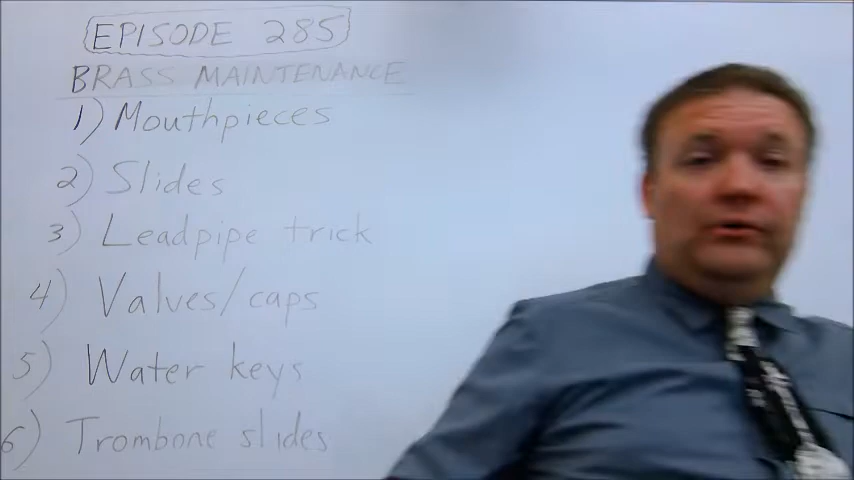 EPISODE 285
BRASS MAINTENANCE
1) Mouthpieces
2) Slides
3) Leadpipe trick
4) Valves/caps
5) Water keys
6) Trombone slides